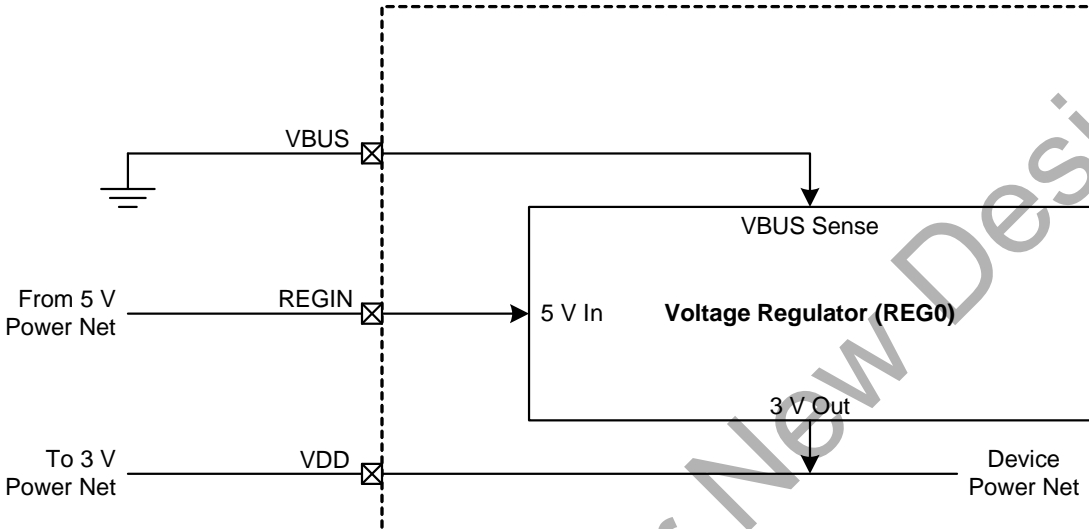 VBUS
VBUS Sense
From 5 V
Power Net
REGIN
5 V In
Voltage Regulator (REG0)
3 V Out
To 3 V
Power Net
VDD
Device
Power Net
New